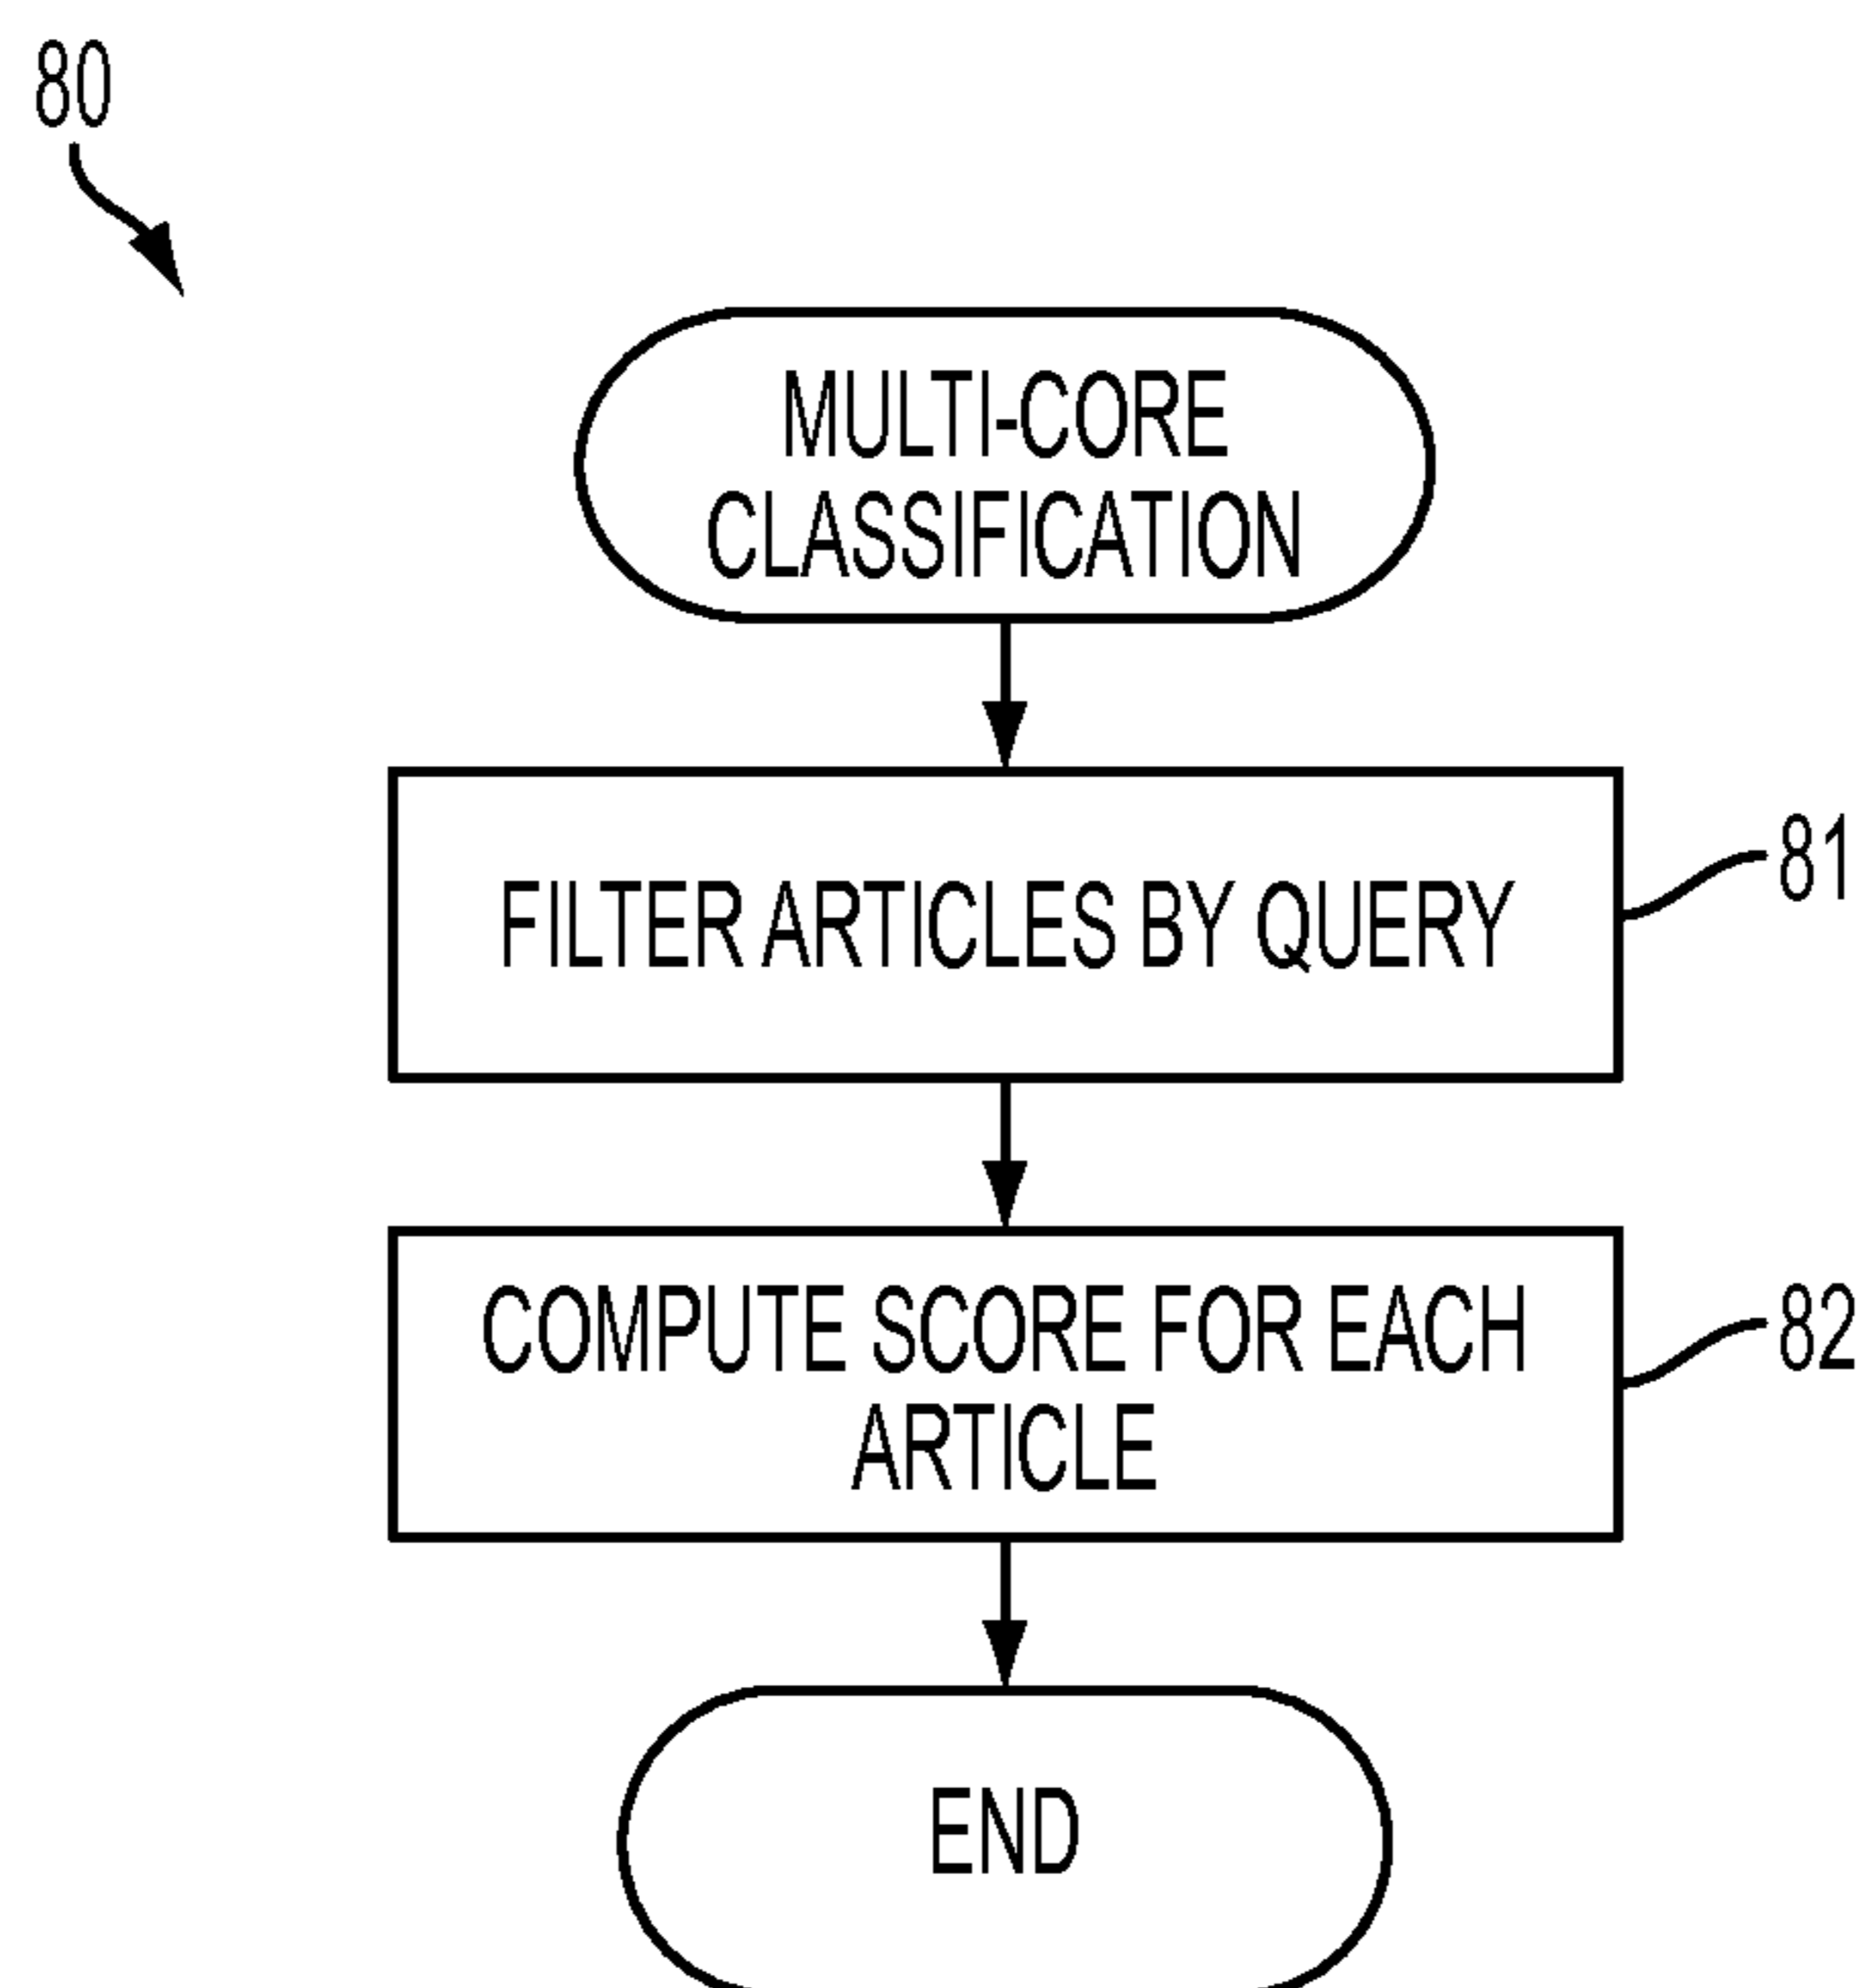 80
MULTI-CORE
CLASSIFICATION
FILTER ARTICLES BY QUERY
81
COMPUTE SCORE FOR EACH
ARTICLE
82
END